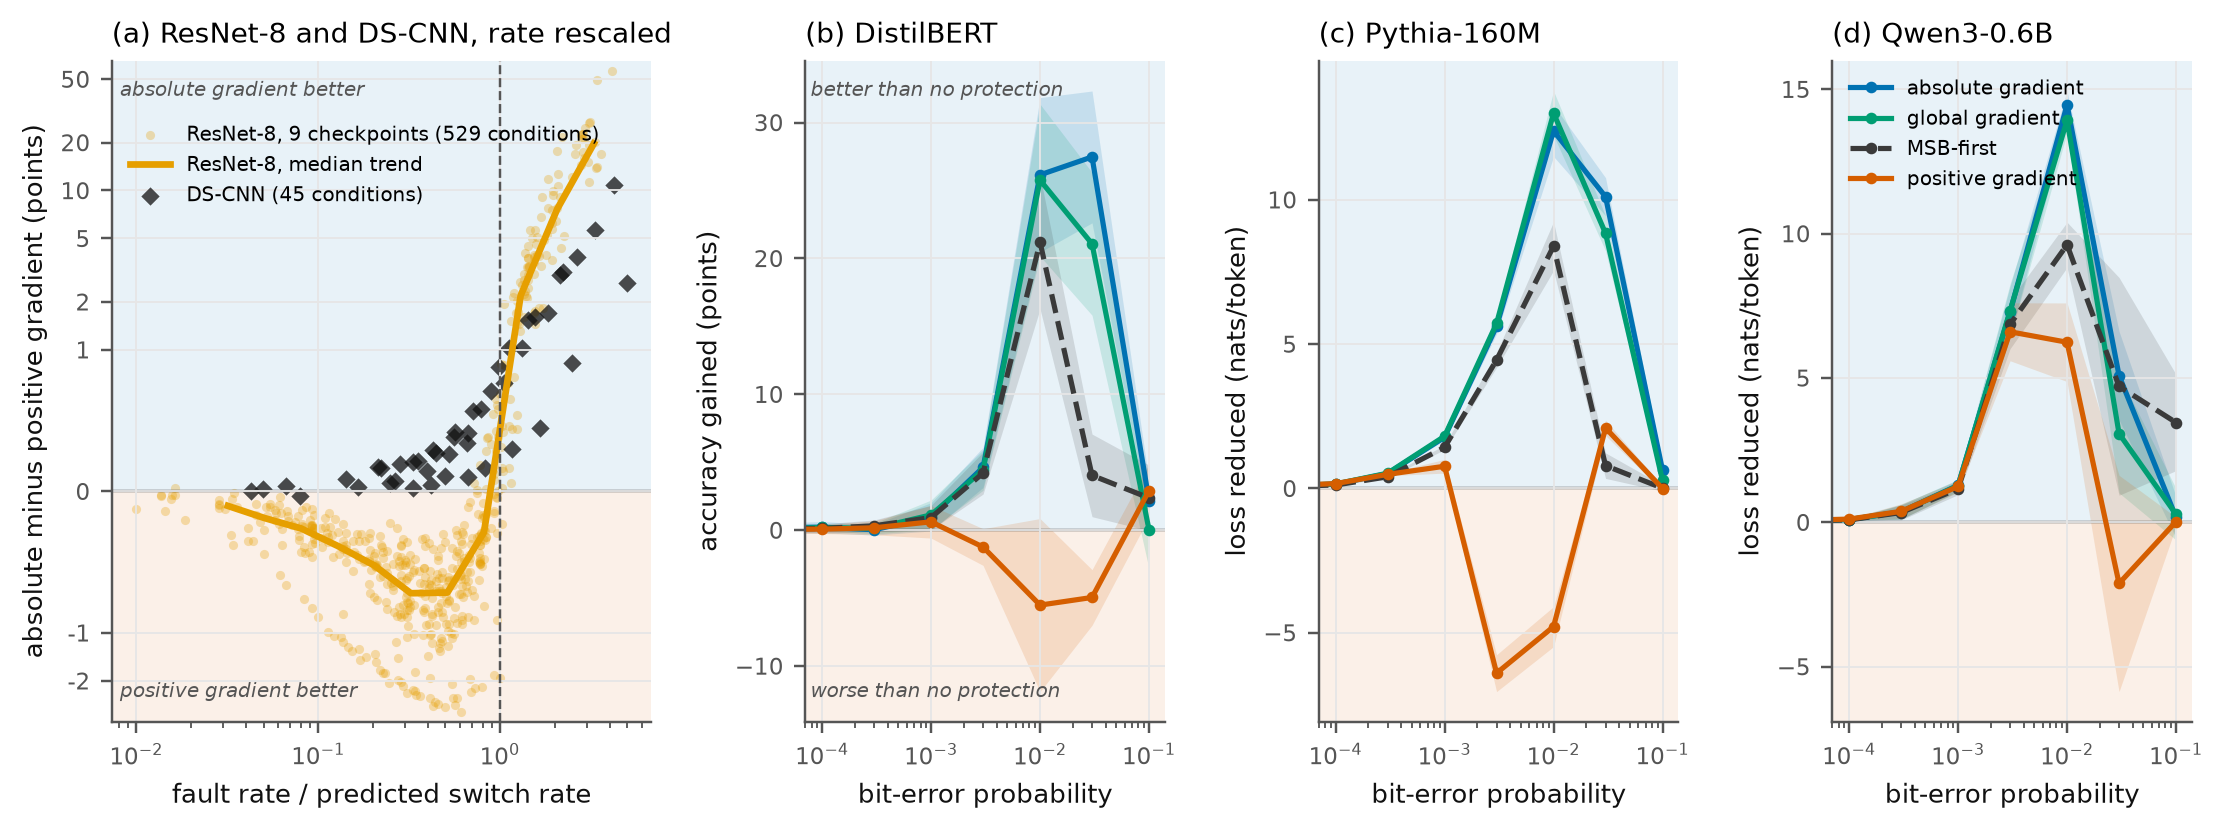 (a) ResNet-8 and DS-CNN, rate rescaled
absolute minus positive gradient (points)
50
20
10
5
2
1
0
-1
-2
absolute gradient better
ResNet-8, 9 checkpoints (529 conditions)
ResNet-8, median trend
DS-CNN (45 conditions)
positive gradient better
10⁻²
10⁻¹
10⁰
fault rate / predicted switch rate
(b) DistilBERT
accuracy gained (points)
30
20
10
0
−10
better than no protection
worse than no protection
10⁻⁴
10⁻³
10⁻²
10⁻¹
bit-error probability
(c) Pythia-160M
loss reduced (nats/token)
10
5
0
−5
10⁻⁴
10⁻³
10⁻²
10⁻¹
bit-error probability
(d) Qwen3-0.6B
loss reduced (nats/token)
15
10
5
0
−5
absolute gradient
global gradient
MSB-first
positive gradient
10⁻⁴
10⁻³
10⁻²
10⁻¹
bit-error probability